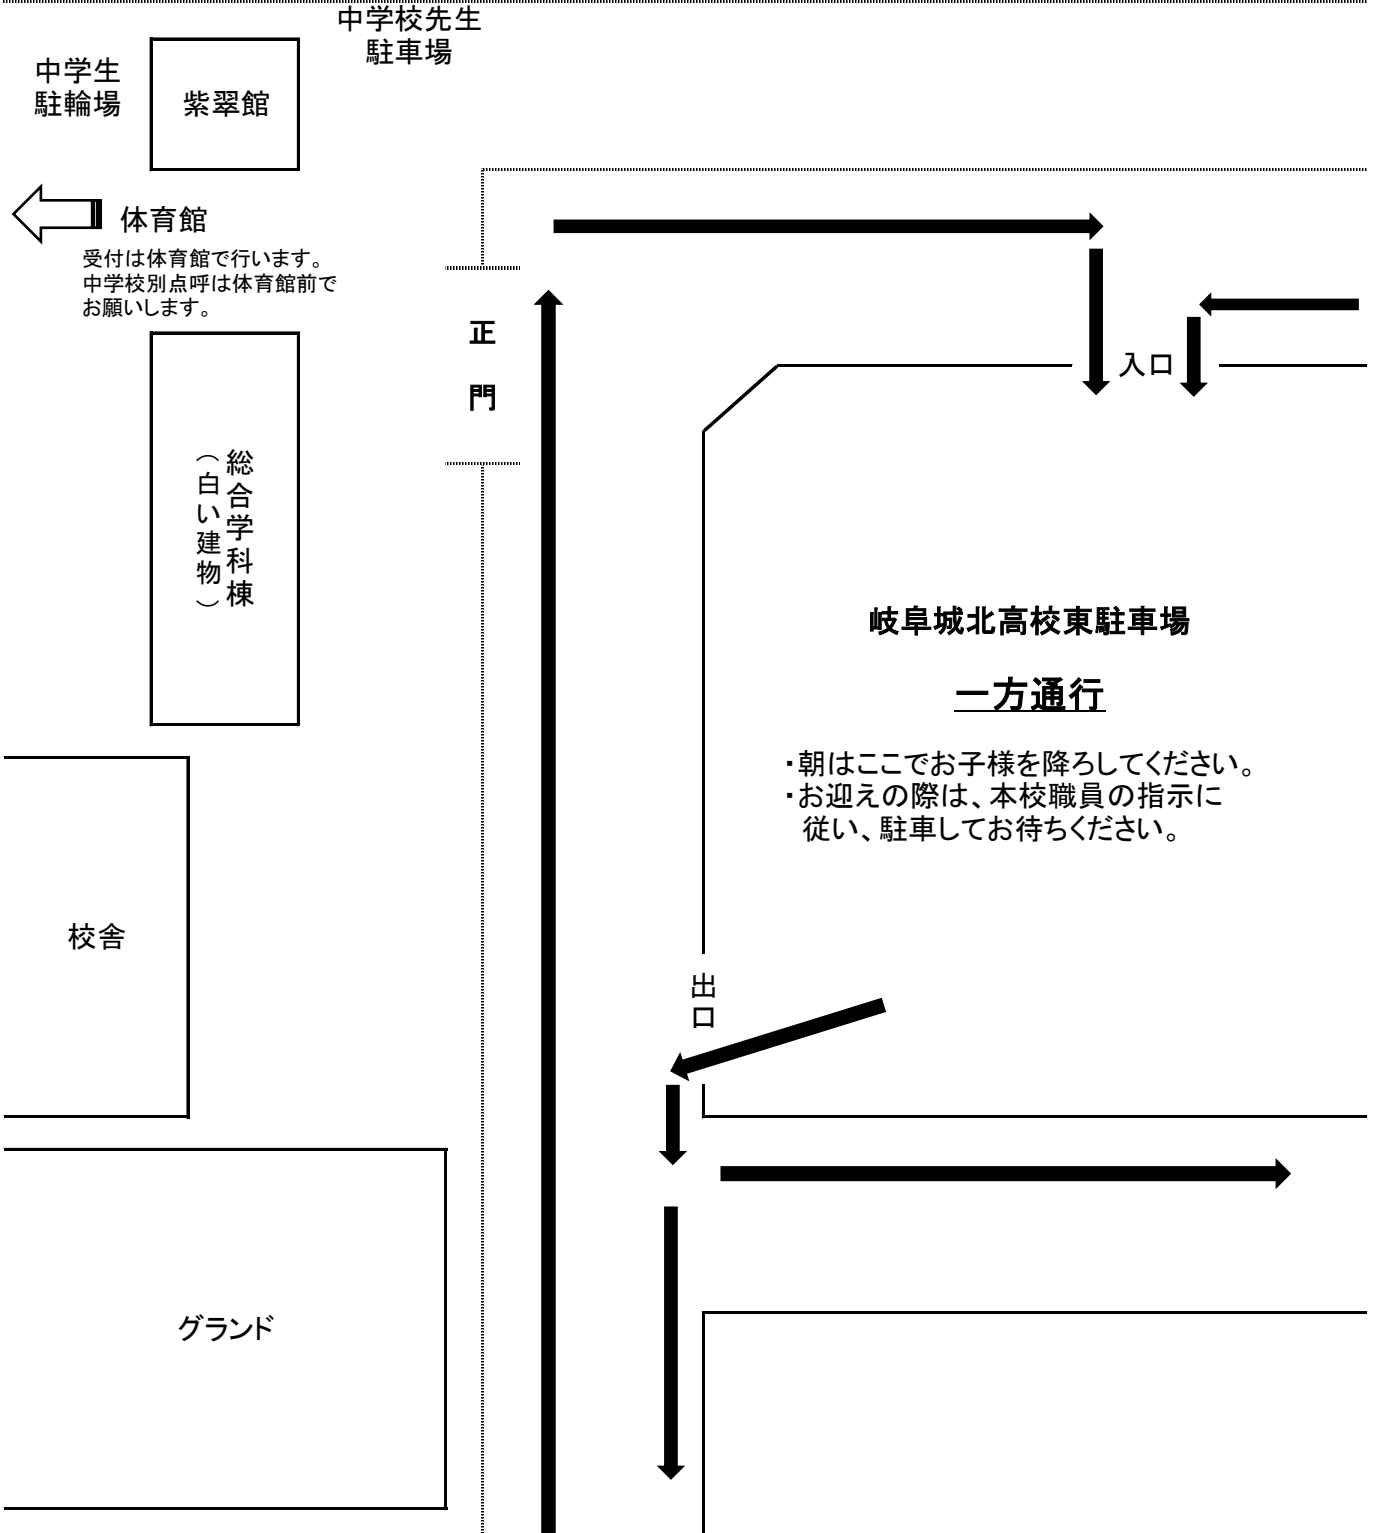 中学校先生
駐車場
中学生
駐輪場
紫翠館
体育館
受付は体育館で行います。
中学校別点呼は体育館前で
お願いします。
正門
入口
総合学科棟
（白い建物）
岐阜城北高校東駐車場
一方通行
・朝はここでお子様を降ろしてください。
・お迎えの際は、本校職員の指示に
従い、駐車してお待ちください。
校舎
出口
グランド